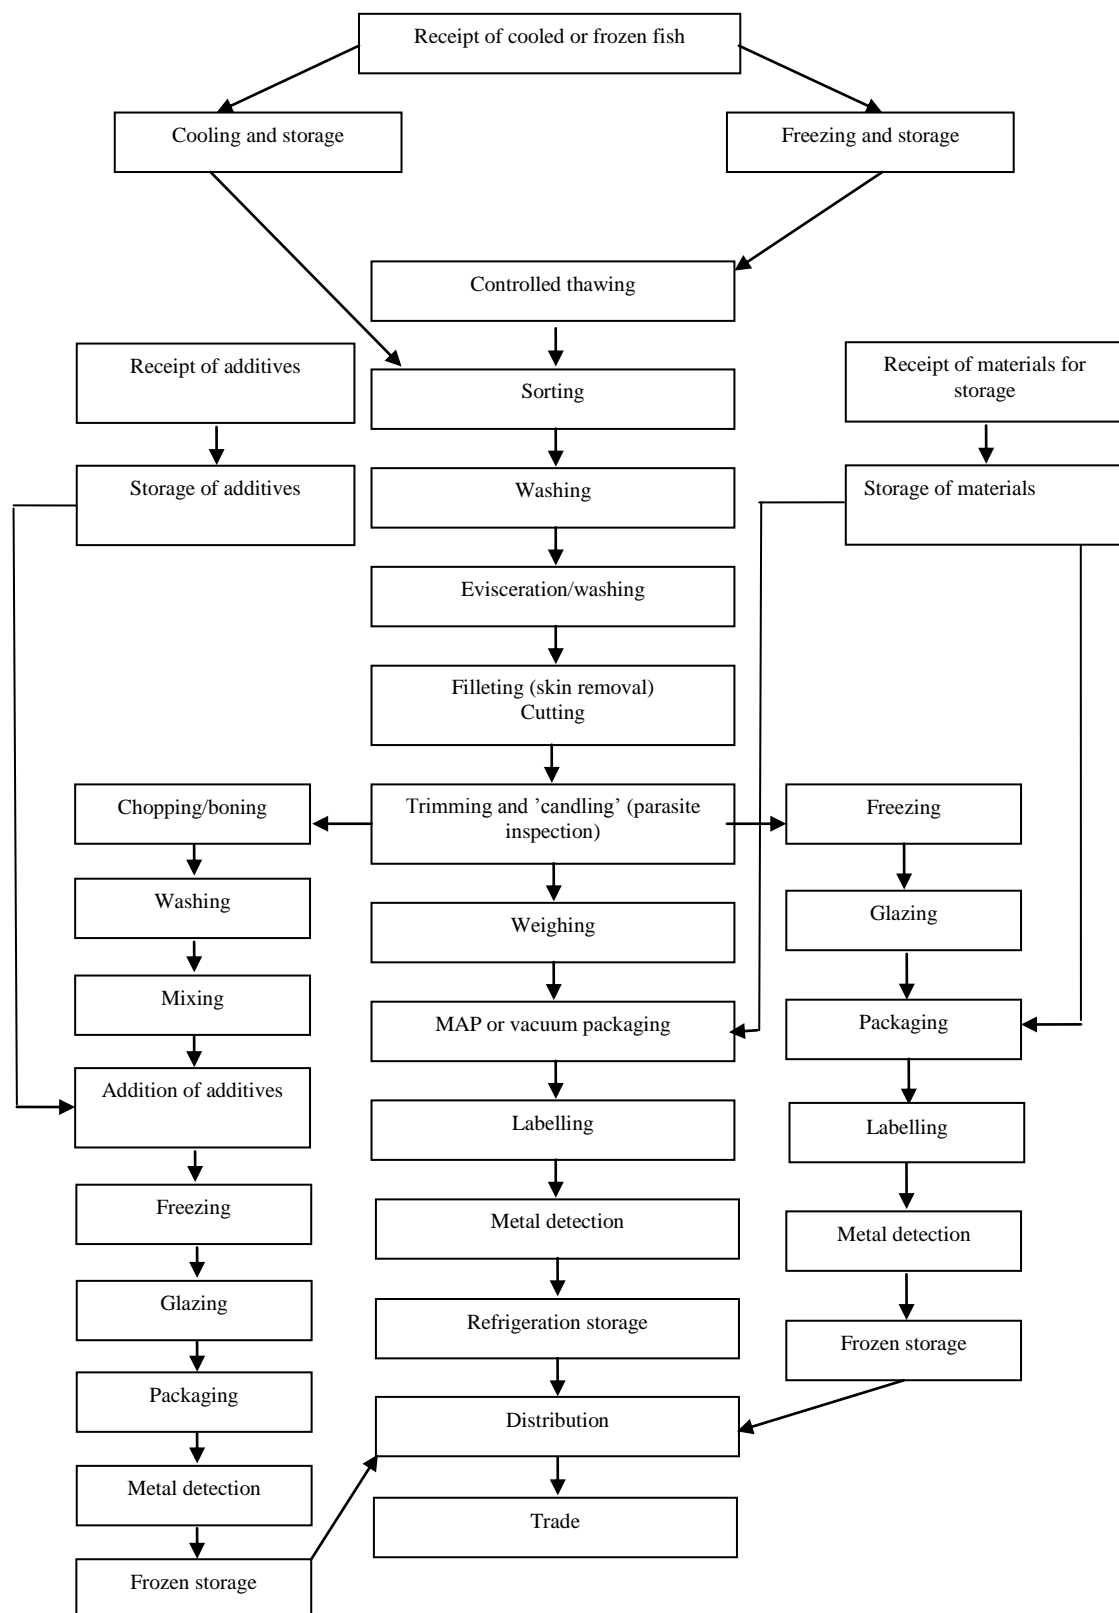 Receipt of cooled or frozen fish
Cooling and storage
Freezing and storage
Controlled thawing
Receipt of additives
Receipt of materials for
storage
Sorting
Storage of additives
Washing
Storage of materials
Evisceration/washing
Filleting (skin removal)
Cutting
Chopping/boning
Trimming and ’candling’ (parasite
inspection)
Freezing
Washing
Weighing
Glazing
Mixing
MAP or vacuum packaging
Packaging
Addition of additives
Labelling
Labelling
Freezing
Metal detection
Metal detection
Glazing
Refrigeration storage
Frozen storage
Packaging
Distribution
Metal detection
Trade
Frozen storage